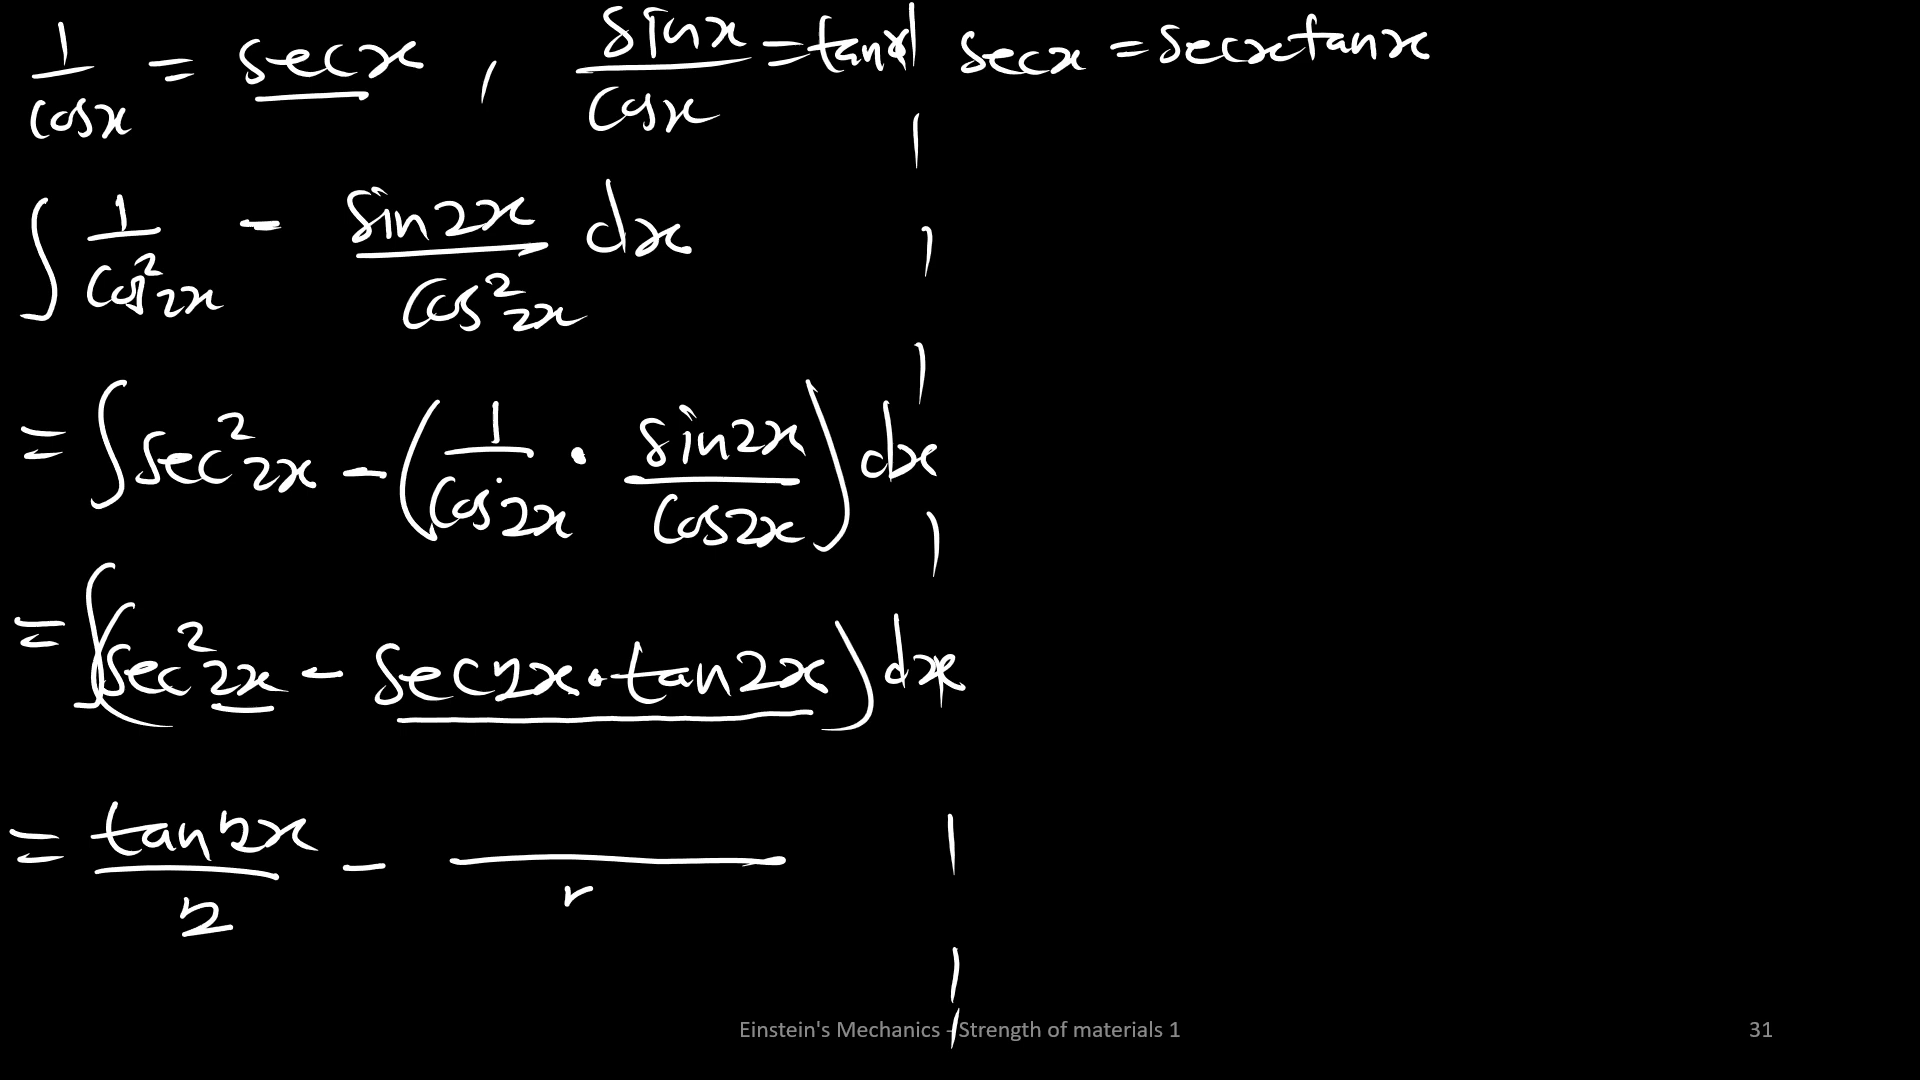 1/cosx = secx , sinx/cosx = tanx | secx = secxtanx
∫ 1/cos²2x - sin2x/cos²2x dx
= ∫ sec²2x - (1/cos2x · sin2x/cos2x) dx
= ∫(sec²2x - sec2x·tan2x) dx
= tan2x/2 -
Einstein's Mechanics - Strength of materials 1
31